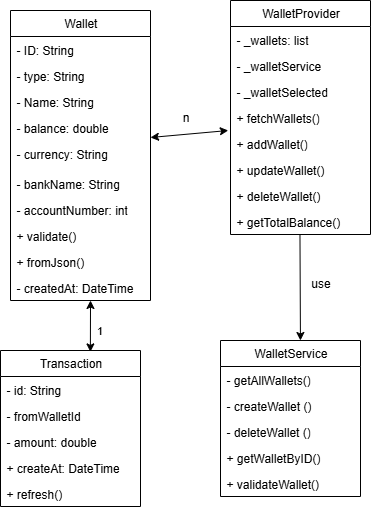 Wallet
- ID: String
- type: String
- Name: String
- balance: double
- currency: String
- bankName: String
- accountNumber: int
+ validate()
+ fromJson()
- createdAt: DateTime
n
WalletProvider
- _wallets: list
- _walletService
- _walletSelected
+ fetchWallets()
+ addWallet()
+ updateWallet()
+ deleteWallet()
+ getTotalBalance()
use
1
Transaction
- id: String
- fromWalletId
- amount: double
+ createAt: DateTime
+ refresh()
WalletService
- getAllWallets()
- createWallet ()
- deleteWallet ()
+ getWalletByID()
+ validateWallet()